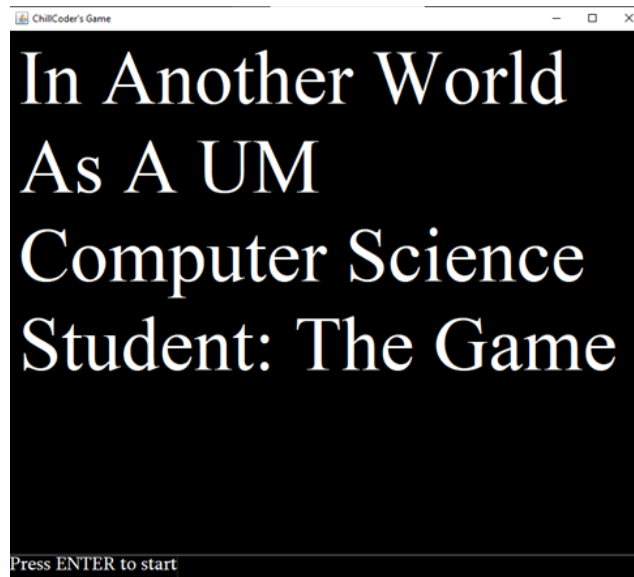 ChillCoder's Game
In Another World
As A UM
Computer Science
Student: The Game
Press ENTER to start